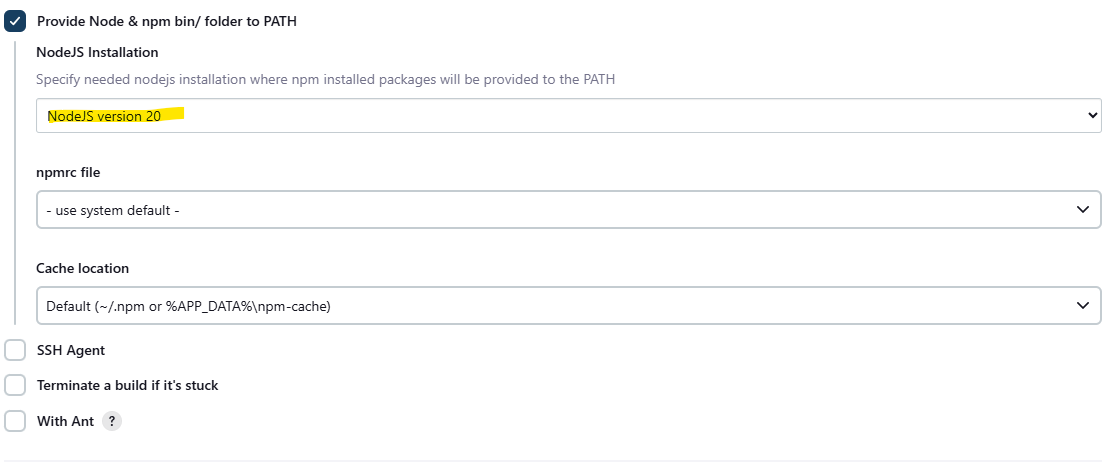 Provide Node & npm bin/ folder to PATH
NodeJS Installation
Specify needed nodejs installation where npm installed packages will be provided to the PATH
NodeJS version 20
npmrc file
- use system default -
Cache location
Default (~/.npm or %APP_DATA%\npm-cache)
SSH Agent
Terminate a build if it's stuck
With Ant ?